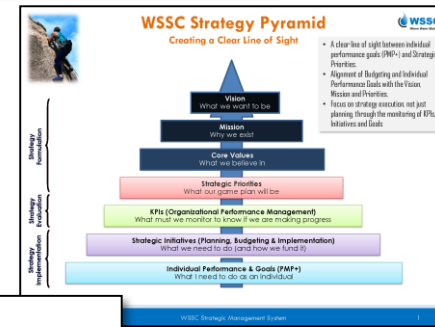 WSSC Strategy Pyramid
Creating a Clear Line of Sight
WSSC
• A clear line of sight between individual
performance goals (PMP+) and Strategic
Priorities.
• Alignment of Budgeting and Individual
Performance Goals with the Vision,
Mission and Priorities.
• Focus on strategy execution, not just
planning, through the monitoring of KPIs,
Initiatives and Goals
Vision
What we want to be
Mission
Why we exist
Core Values
What we believe in
Strategic Priorities
What our game plan will be
KPIs (Organizational Performance Management)
What must we monitor to know if we are making progress
Strategic Initiatives (Planning, Budgeting & Implementation)
What we need to do (and how we fund it)
Individual Performance & Goals (PMP+)
What I need to do as an individual
Strategy
Formulation
Strategy
Evaluation
Strategy
Implementation
WSSC Strategic Management System
1